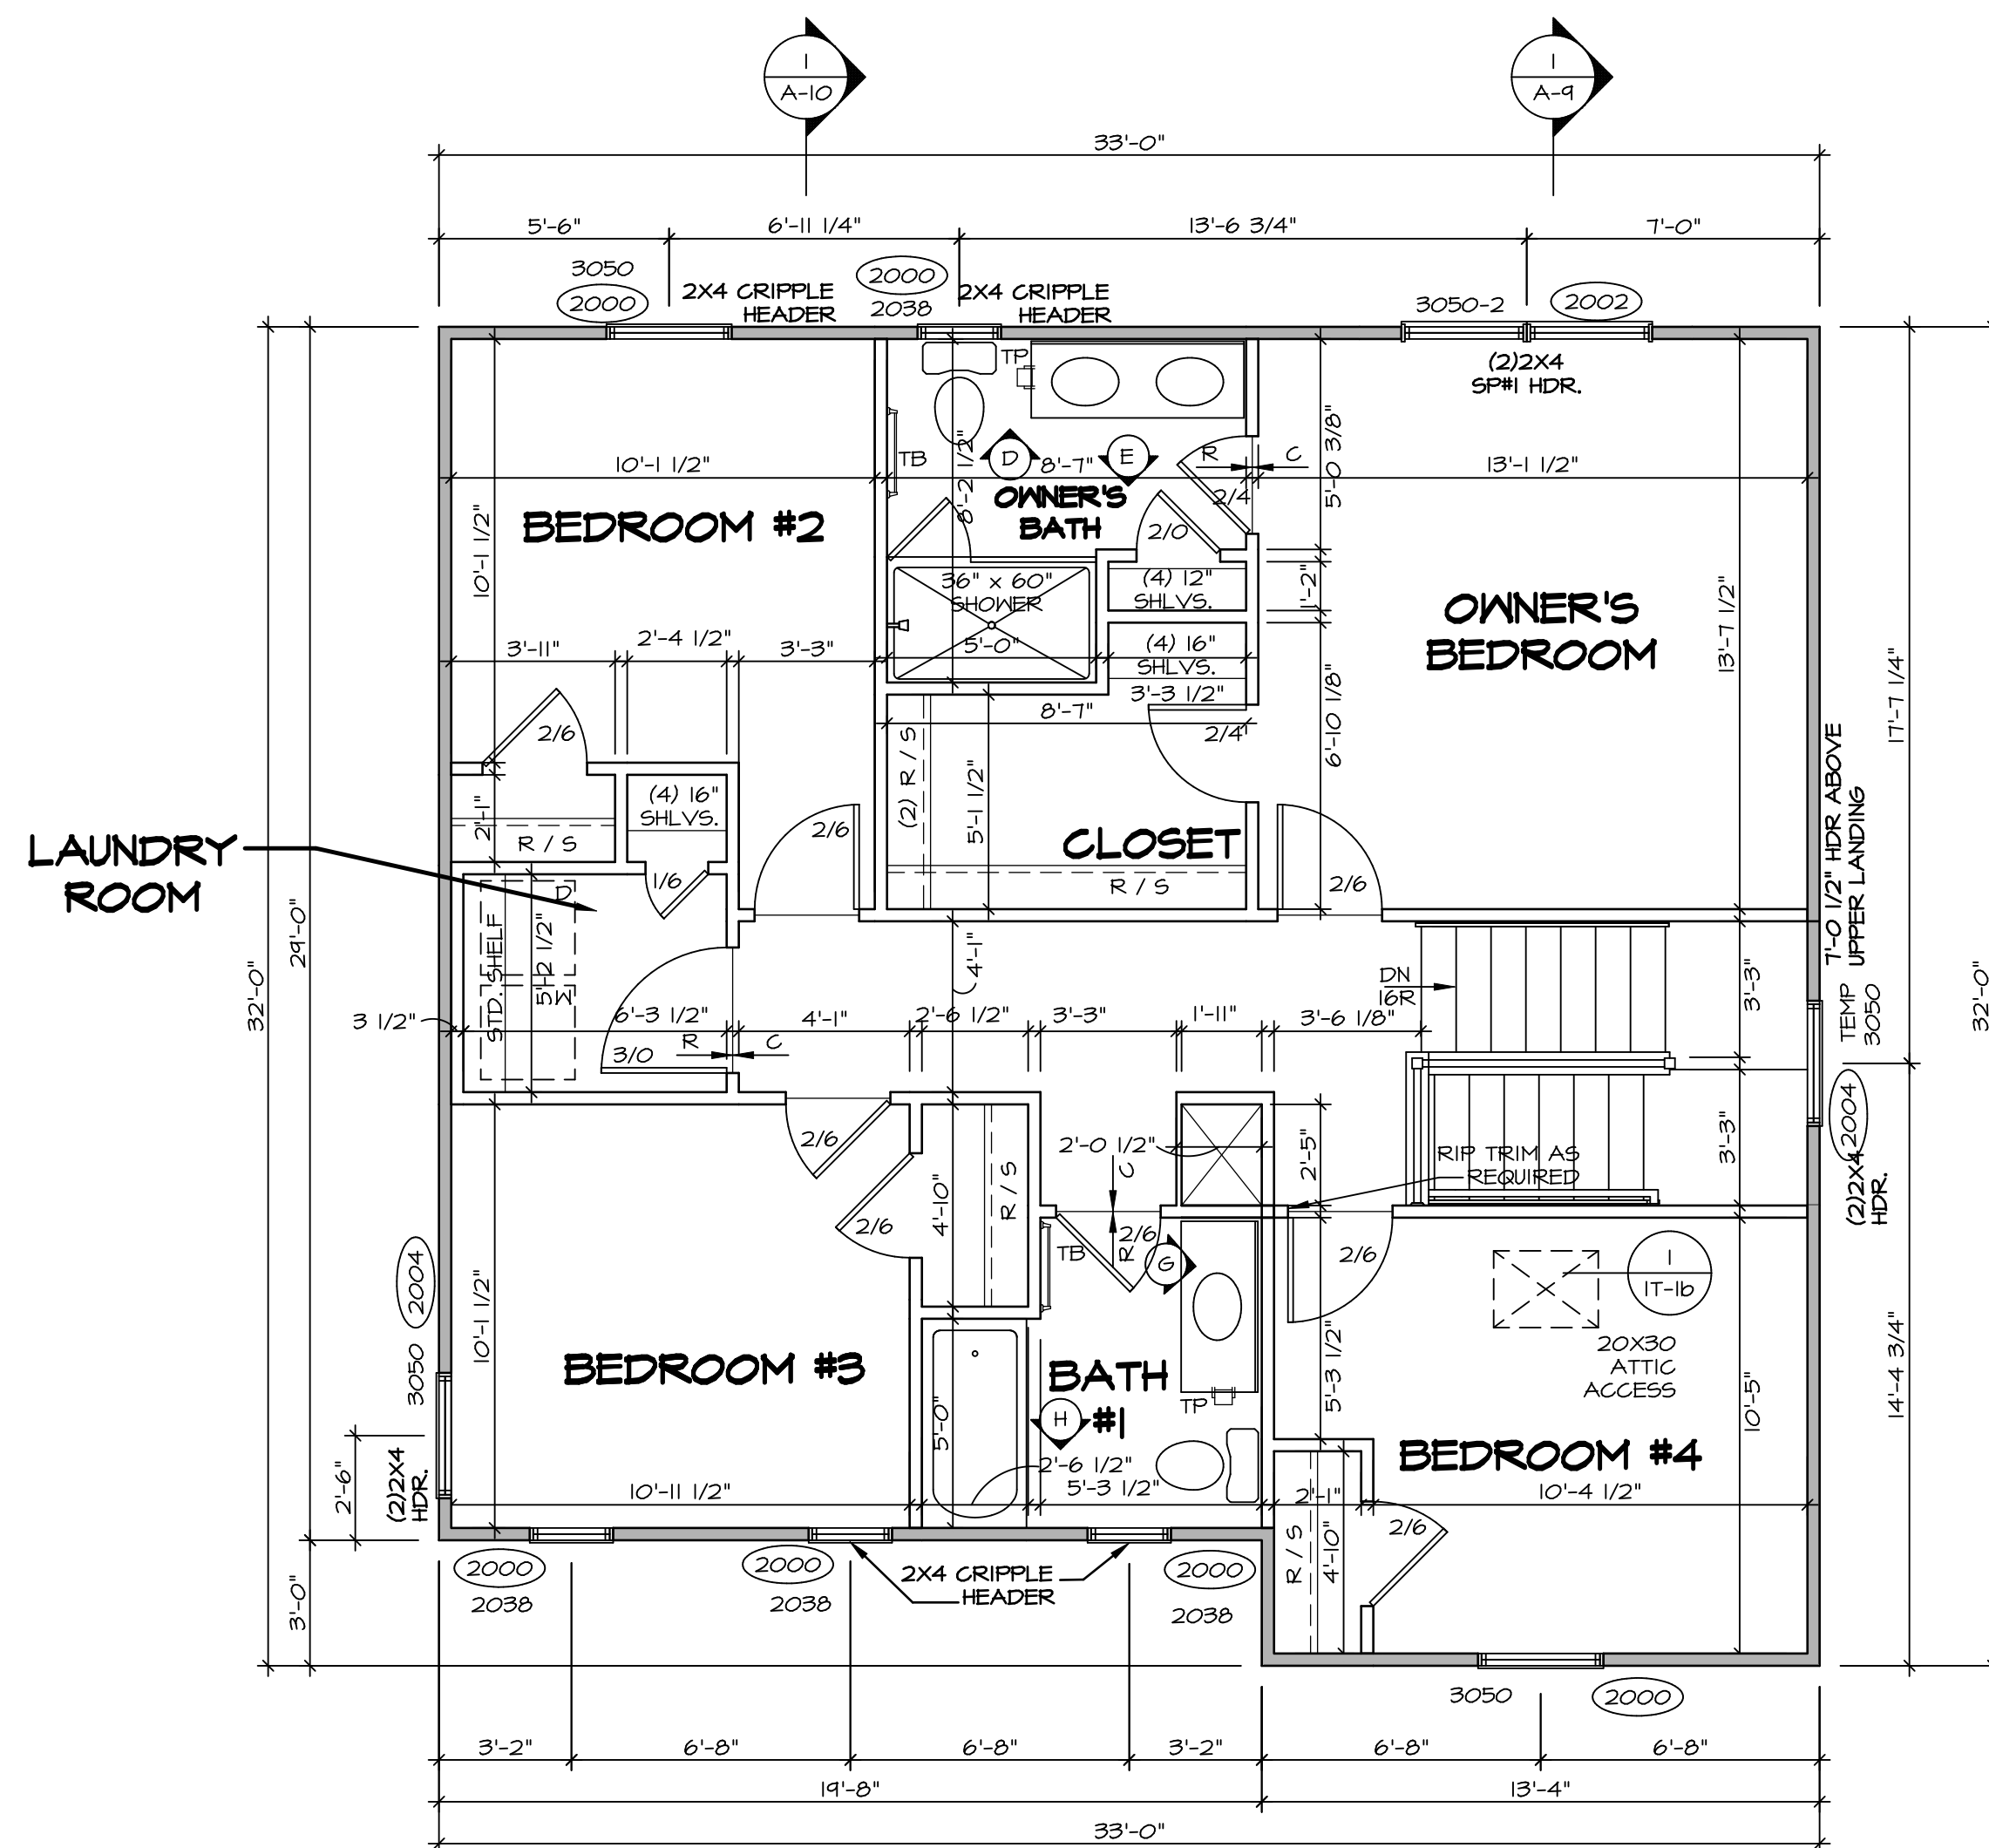 1
A-10
1
A-9
33'-0"
5'-6"
6'-11 1/4"
13'-6 3/4"
7'-0"
3050
2000
2X4 CRIPPLE
HEADER
2000
2038
2X4 CRIPPLE
HEADER
3050-2
2002
(2)2X4
SP#1 HDR.
TP
TB
R
C
D
E
10'-1 1/2"
8'-7"
13'-1 1/2"
8'-2 1/2"
5'-0 3/8"
2/4
OWNER'S
BATH
BEDROOM #2
10'-1 1/2"
2/0
36" x 60"
SHOWER
(4) 12"
SHLVS.
1'-2"
OWNER'S
BEDROOM
13'-7 1/2"
3'-11"
2'-4 1/2"
3'-3"
5'-0"
(4) 16"
SHLVS.
3'-3 1/2"
8'-7"
2/4
6'-10 1/8"
17'-7 1/4"
2/6
(2) R / S
5'-1 1/2"
(4) 16"
SHLVS.
2'-1"
R / S
2/6
CLOSET
R / S
2/6
7'-0 1/2" HDR ABOVE
UPPER LANDING
LAUNDRY
ROOM
1/6
D
W
STD. SHELF
5'-2 1/2"
29'-0"
32'-0"
4'-1"
DN
16R
3'-3"
TEMP
3050
32'-0"
3 1/2"
6'-3 1/2"
4'-1"
2'-6 1/2"
3'-3"
1'-11"
3'-6 1/8"
3/0
R
C
2/6
2'-0 1/2"
C
2'-5"
RIP TRIM AS
REQUIRED
3'-3"
2004
(2)2X4
HDR.
4'-10"
R / S
2/6
TB
2/6
R
G
2/6
1
1T-1b
20X30
ATTIC
ACCESS
2004
3050
10'-1 1/2"
BEDROOM #3
BATH
#1
H
TP
5'-3 1/2"
10'-5"
14'-4 3/4"
5'-0"
BEDROOM #4
2'-6"
(2)2X4
HDR.
10'-11 1/2"
2'-6 1/2"
5'-3 1/2"
2'-1"
10'-4 1/2"
R / S
4'-10"
2/6
2000
2038
2000
2038
2X4 CRIPPLE
HEADER
2000
2038
3'-0"
3050
2000
3'-2"
6'-8"
6'-8"
3'-2"
6'-8"
6'-8"
19'-8"
13'-4"
33'-0"